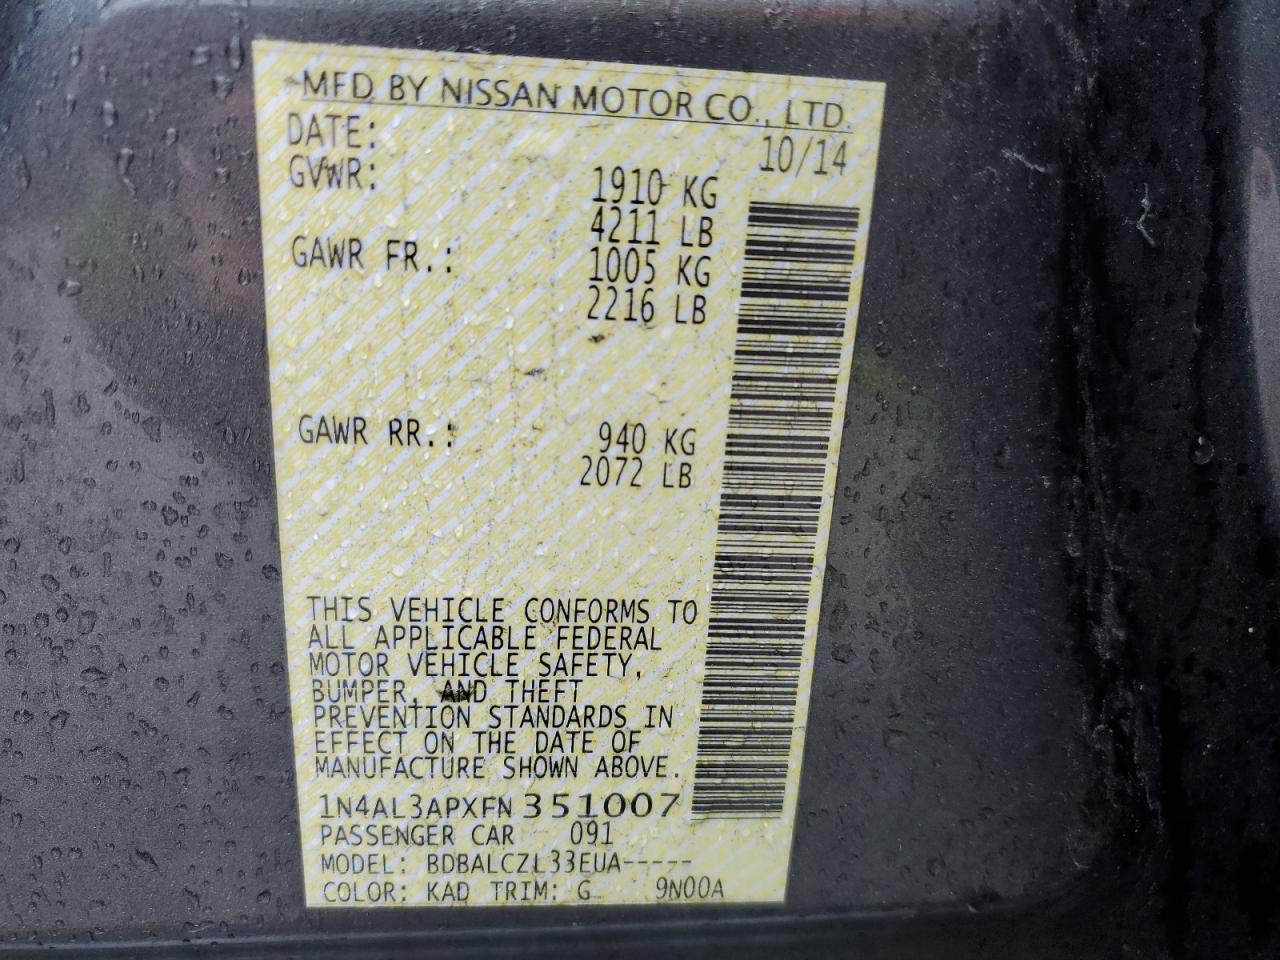 MFD BY NISSAN MOTOR CO., LTD.
DATE: 10/14
GVWR: 1910 KG
4211 LB
GAWR FR.: 1005 KG
2216 LB
GAWR RR.: 940 KG
2072 LB
THIS VEHICLE CONFORMS TO
ALL APPLICABLE FEDERAL
MOTOR VEHICLE SAFETY,
BUMPER, AND THEFT
PREVENTION STANDARDS IN
EFFECT ON THE DATE OF
MANUFACTURE SHOWN ABOVE.
1N4AL3APXFN351007
PASSENGER CAR 091
MODEL: BDBALCZL33EUA-----
COLOR: KAD TRIM: G 9N00A